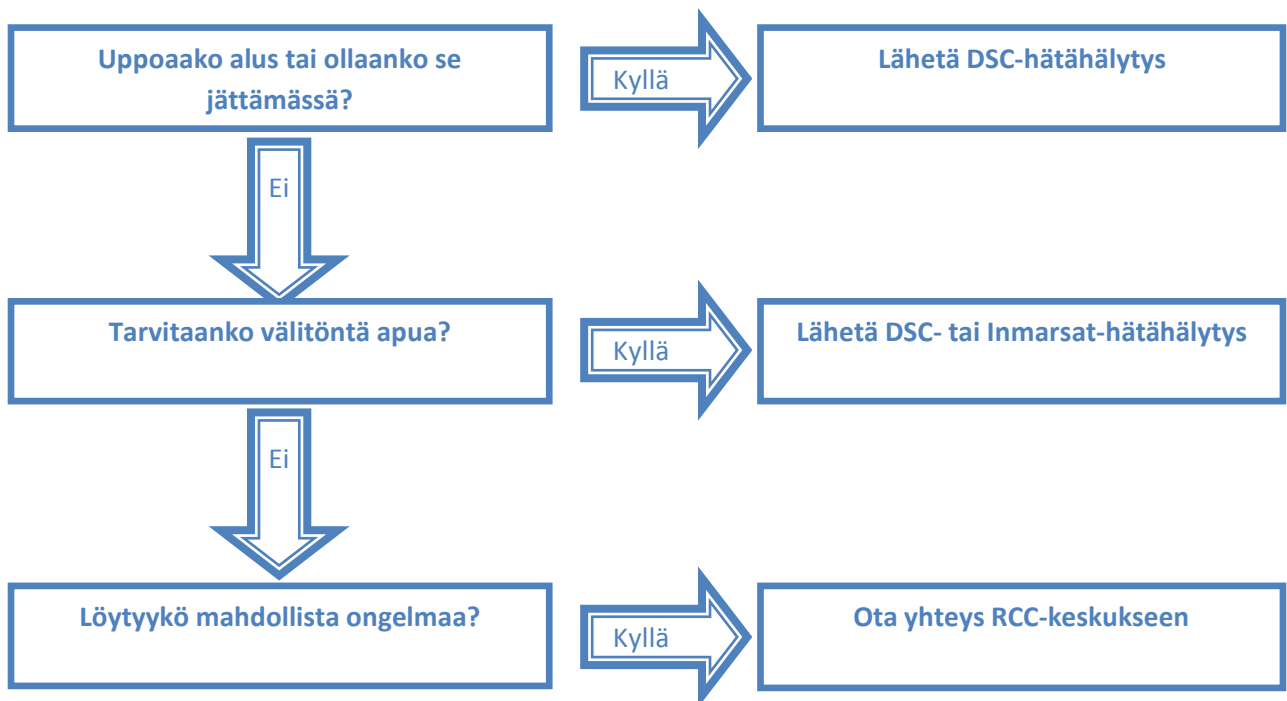 Uppoaako alus tai ollaanko se
jättämässä?
Kyllä
Lähetä DSC-hätähälytys
Ei
Tarvitaanko välitöntä apua?
Kyllä
Lähetä DSC- tai Inmarsat-hätähälytys
Ei
Löytyykö mahdollista ongelmaa?
Kyllä
Ota yhteys RCC-keskukseen